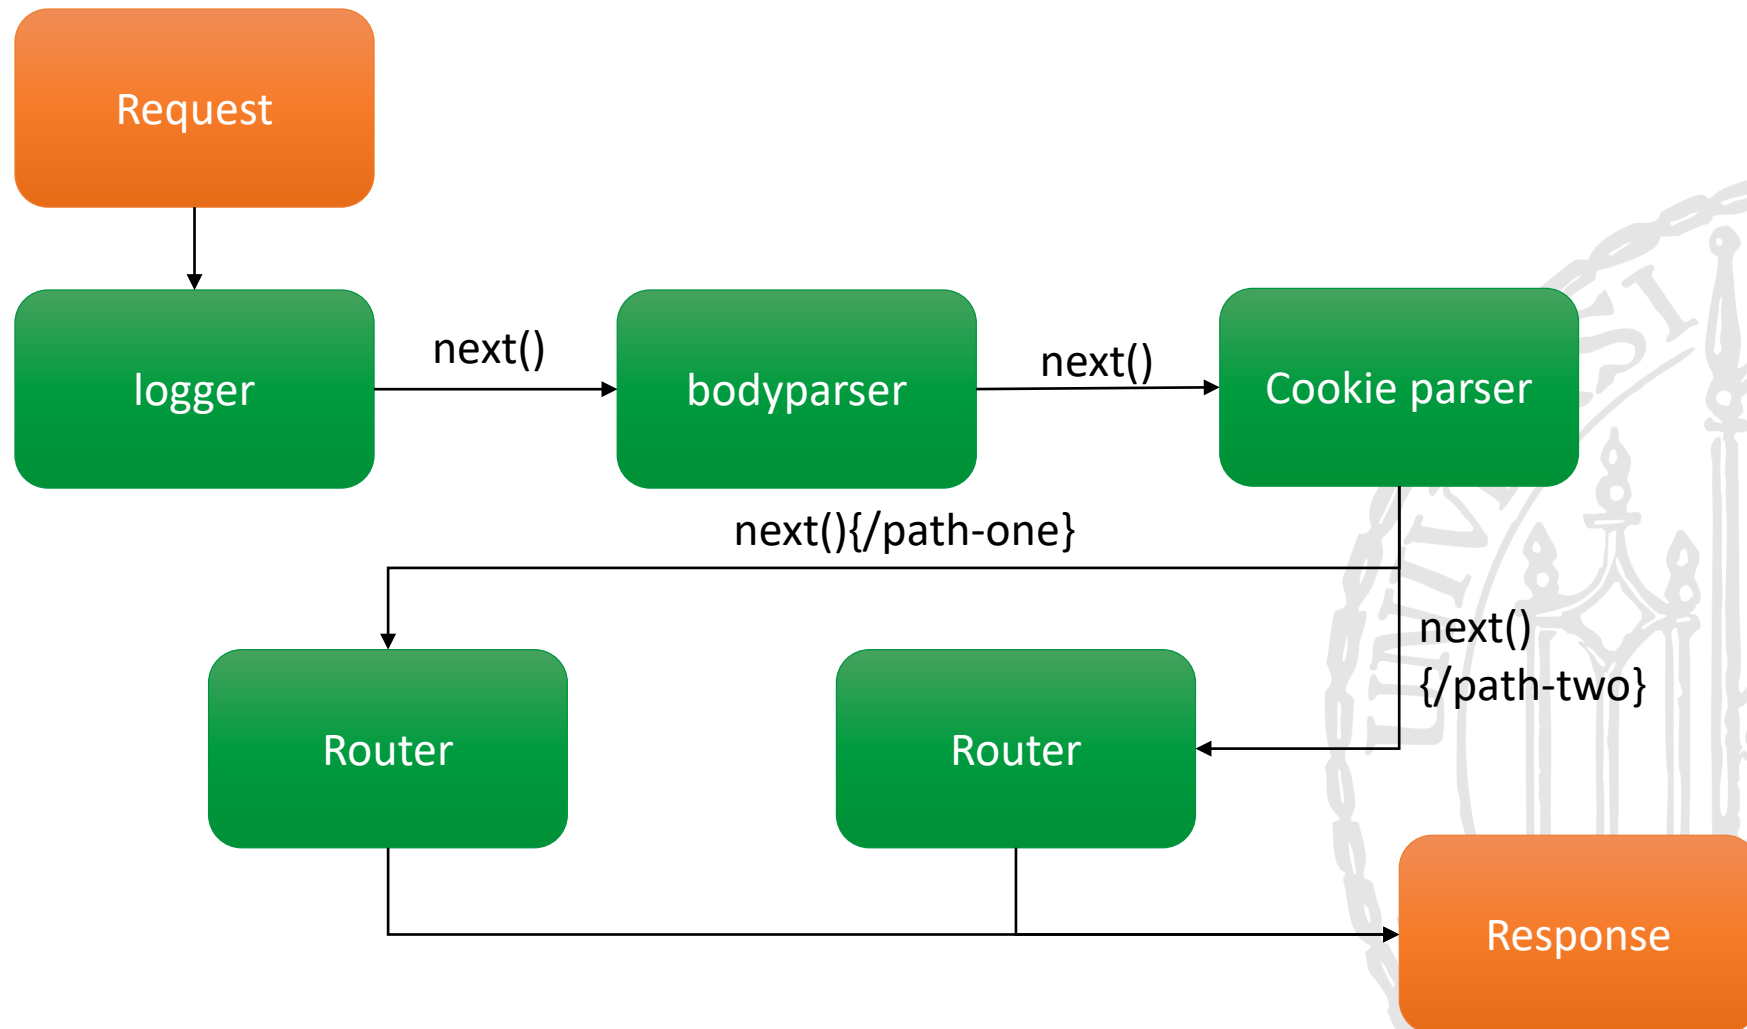 Request
logger
next()
bodyparser
next()
Cookie parser
next(){/path-one}
next()
{/path-two}
Router
Router
Response